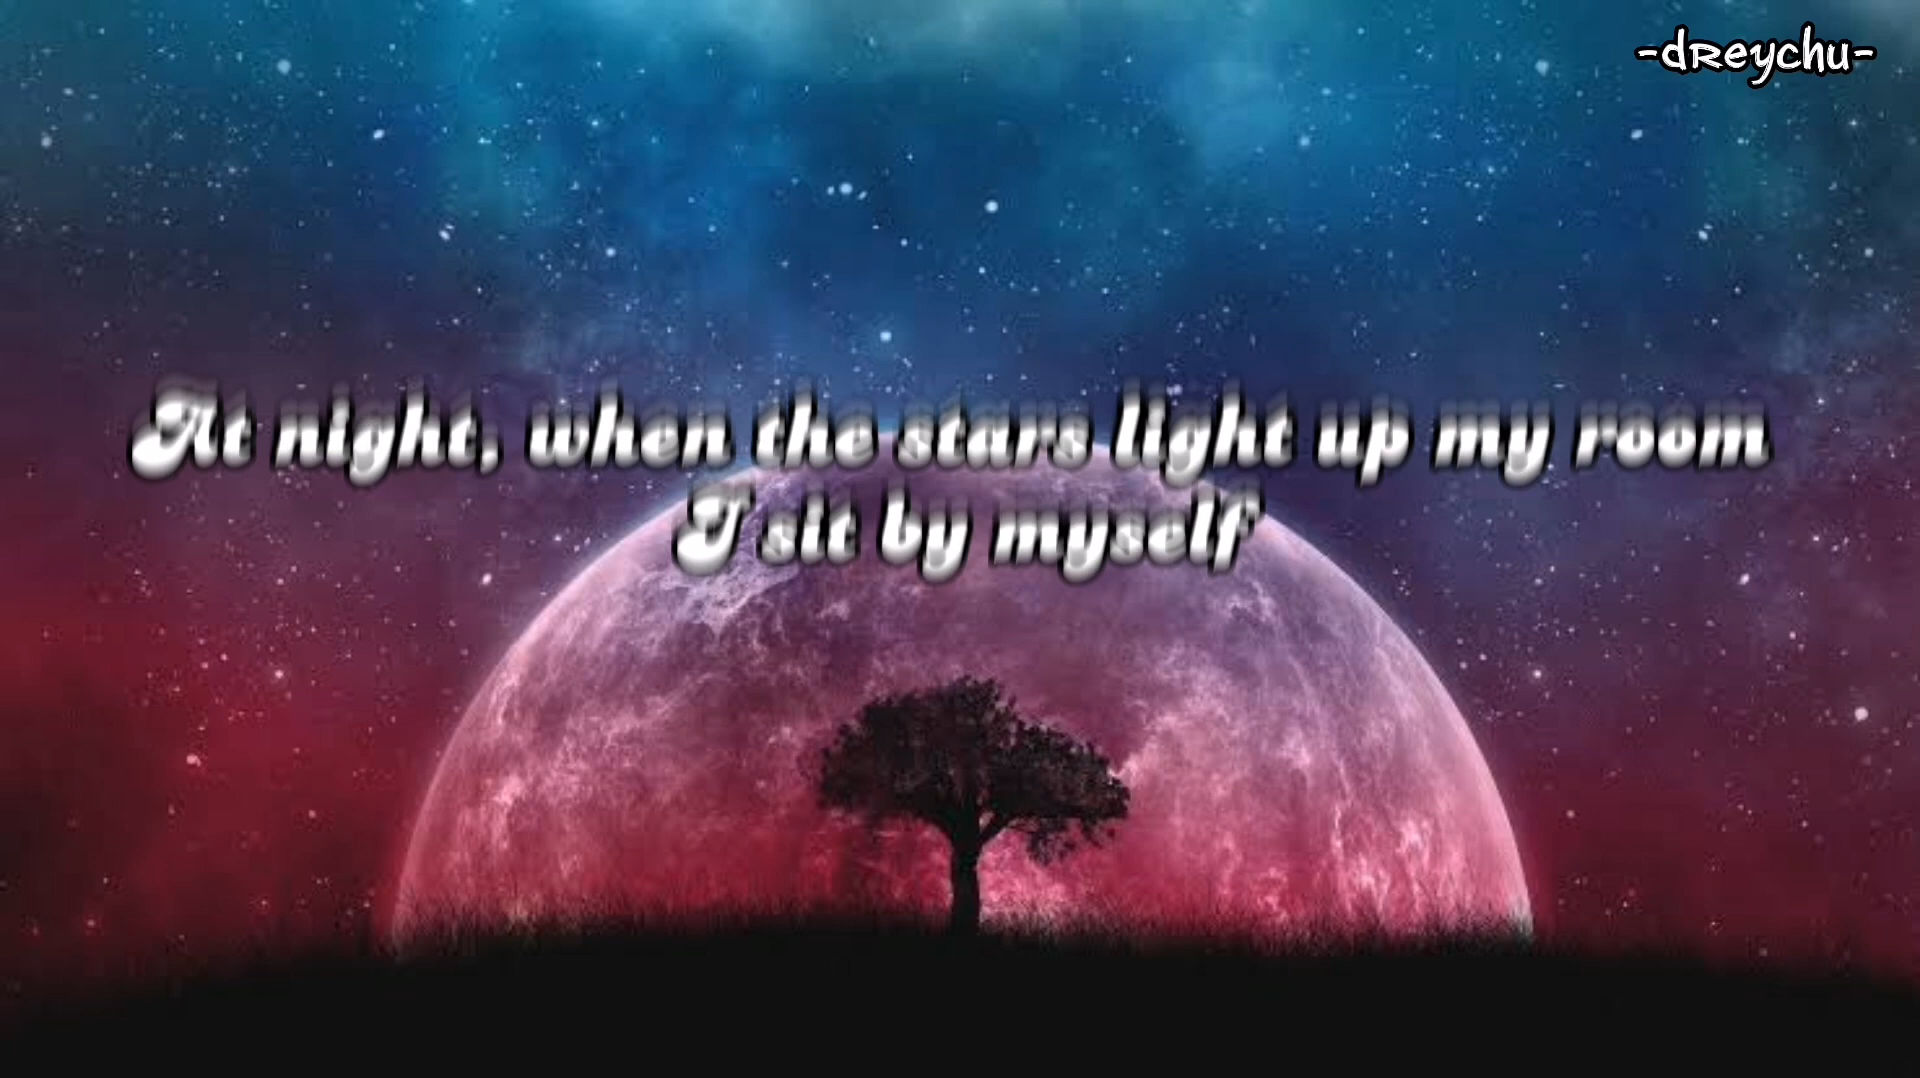 -dReychu-
At night, when the stars light up my room
I sit by myself